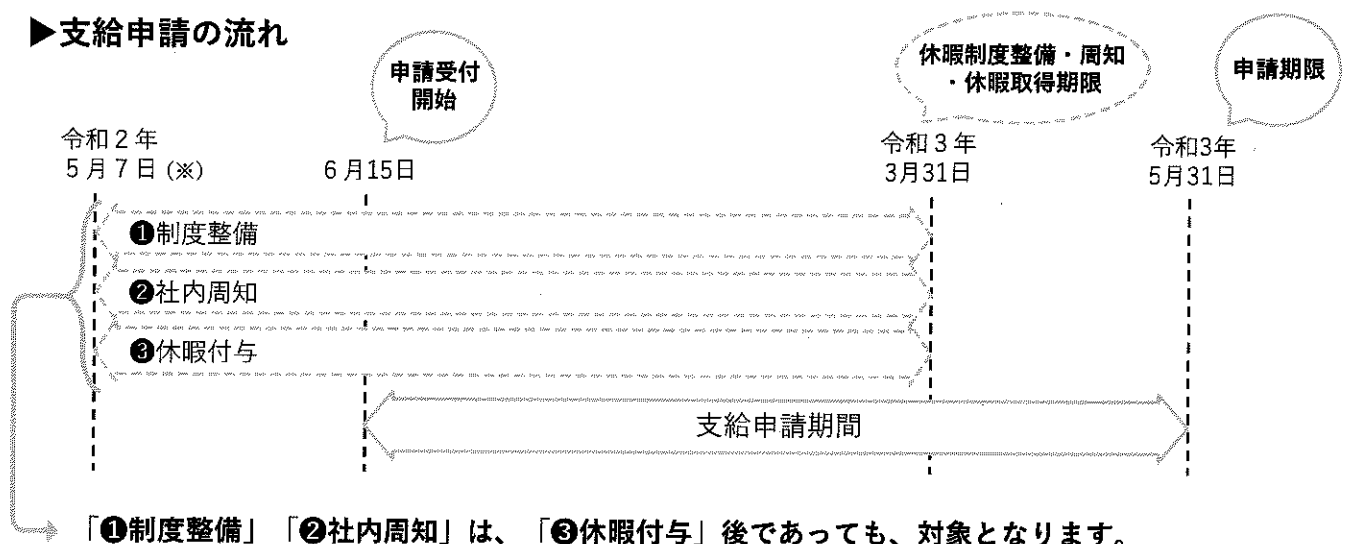 ▶支給申請の流れ
申請受付
開始
休暇制度整備・周知
・休暇取得期限
申請期限
令和２年
５月７日(※)
６月15日
令和３年
3月31日
令和3年
5月31日
❶制度整備
❷社内周知
❸休暇付与
支給申請期間
「❶制度整備」「❷社内周知」は、「❸休暇付与」後であっても、対象となります。